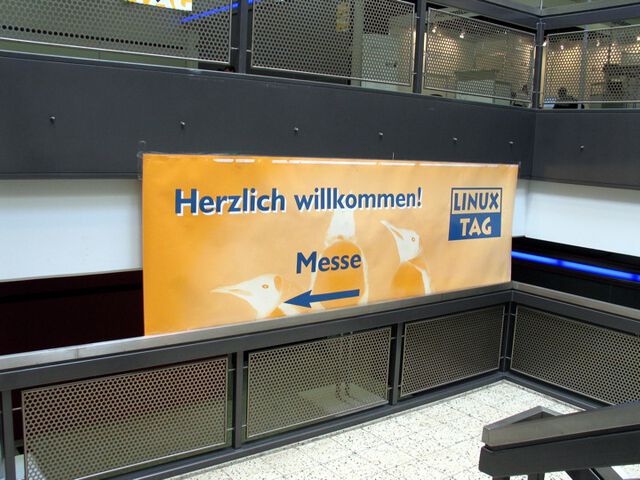 Herzlich willkommen!
LINUX
TAG
Messe